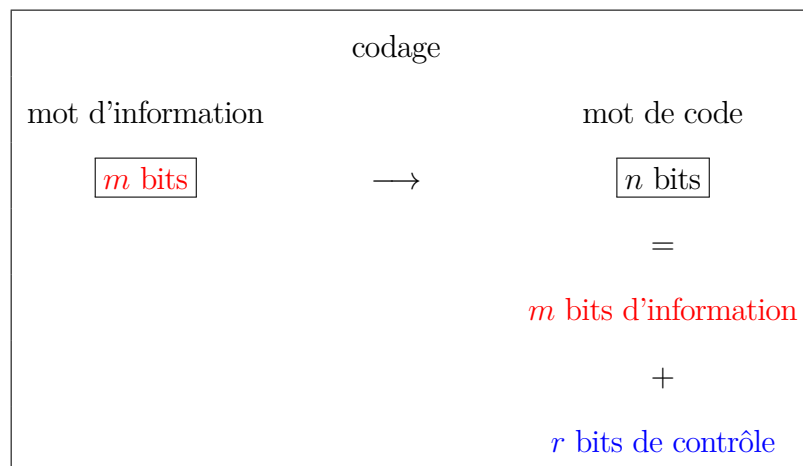 codage
mot d'information mot de code
m bits ⟶ n bits
=
m bits d'information
+
r bits de contrôle